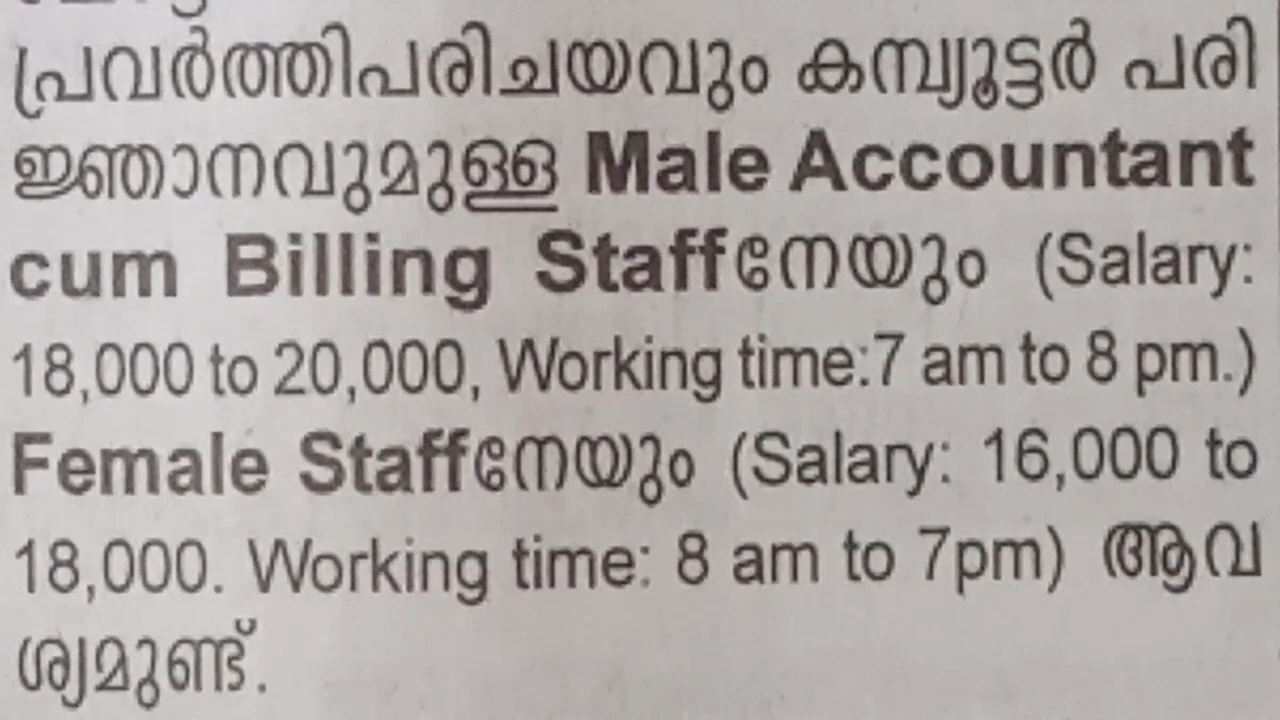 പ്രവർത്തിപരിചയവും കമ്പ്യൂട്ടർ പരി
ജ്ഞാനവുമുള്ള Male Accountant
cum Billing Staffനേയും (Salary:
18,000 to 20,000, Working time:7 am to 8 pm.)
Female Staffനേയും (Salary: 16,000 to
18,000. Working time: 8 am to 7pm) ആവ
ശ്യമുണ്ട്.